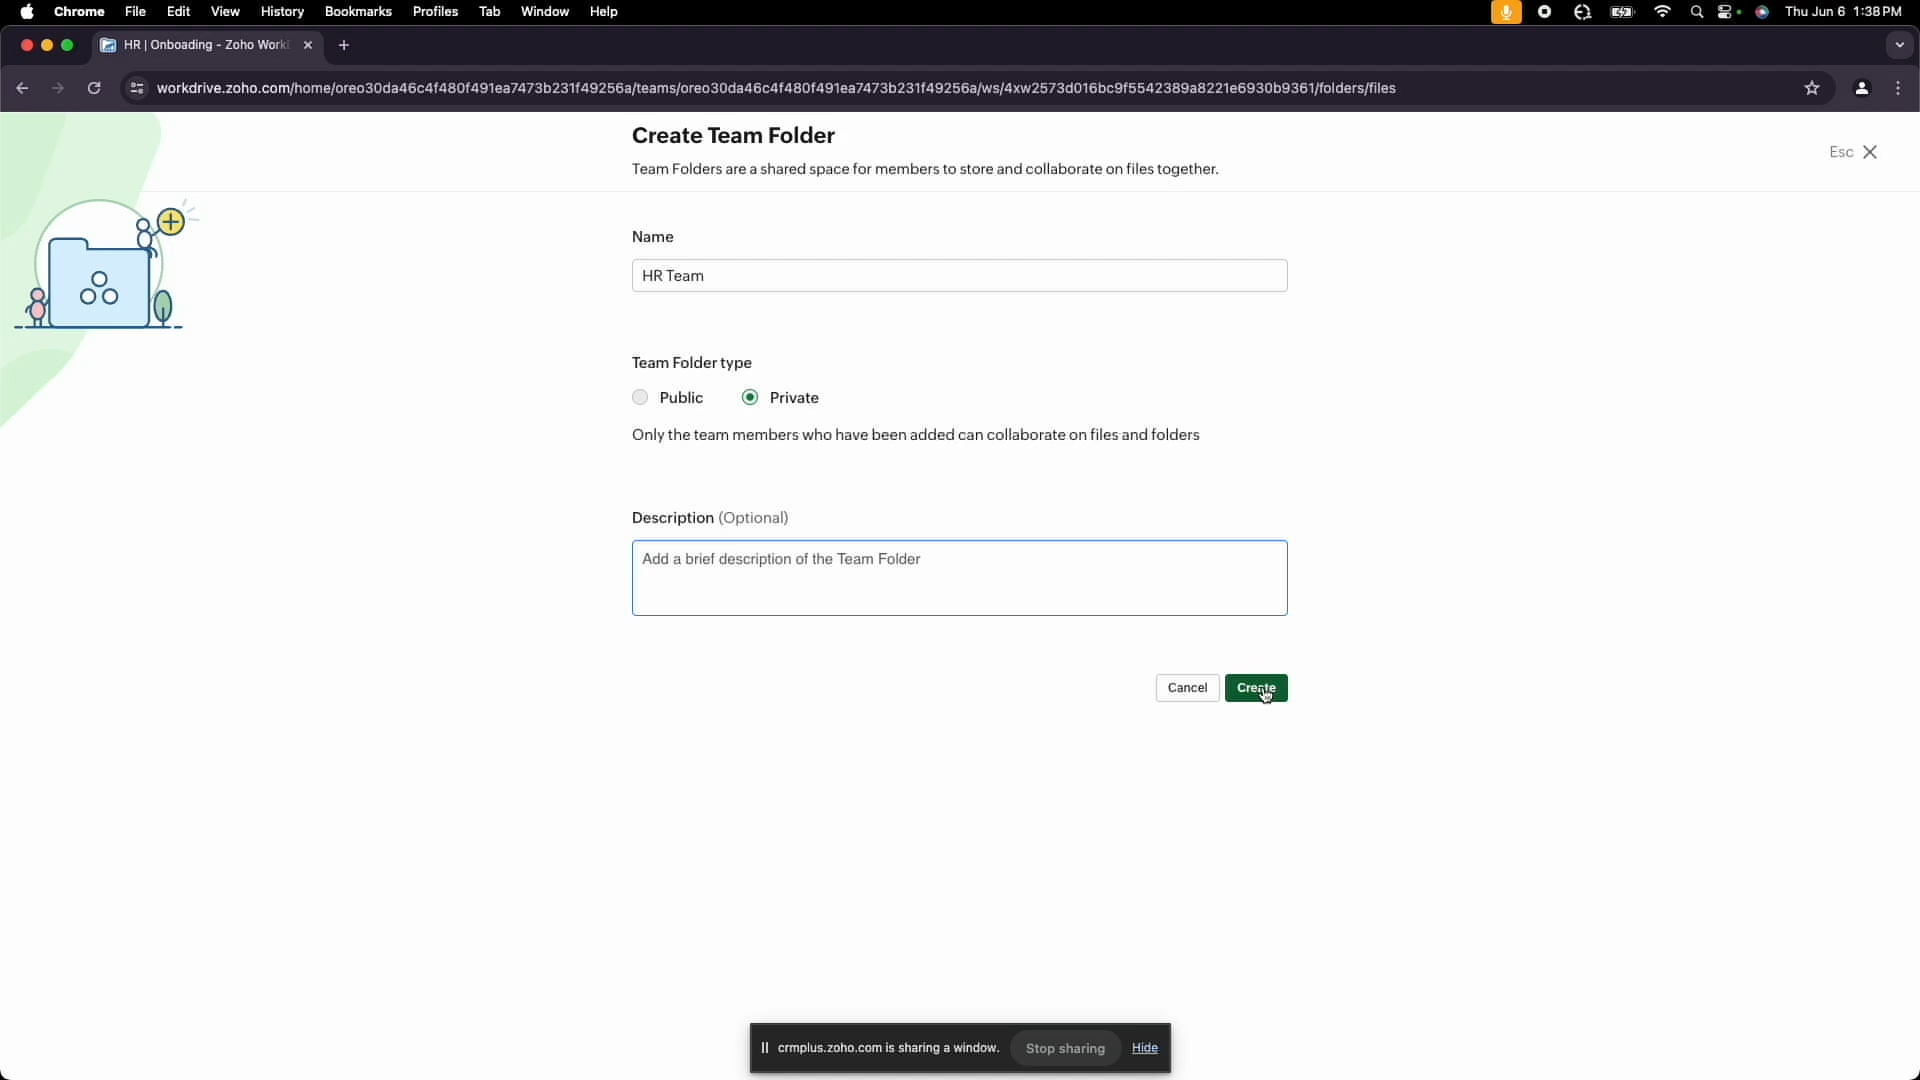 Chrome File Edit View History Bookmarks Profiles Tab Window Help Thu Jun 6 1:38 PM
HR | Onboading - Zoho Work
workdrive.zoho.com/home/oreo30da46c4f480f491ea7473b231f49256a/teams/oreo30da46c4f480f491ea7473b231f49256a/ws/4xw2573d016bc9f5542389a8221e6930b9361/folders/files
Create Team Folder
Esc
Team Folders are a shared space for members to store and collaborate on files together.
Name
HR Team
Team Folder type
Public Private
Only the team members who have been added can collaborate on files and folders
Description (Optional)
Add a brief description of the Team Folder
Cancel Create
crmplus.zoho.com is sharing a window. Stop sharing Hide